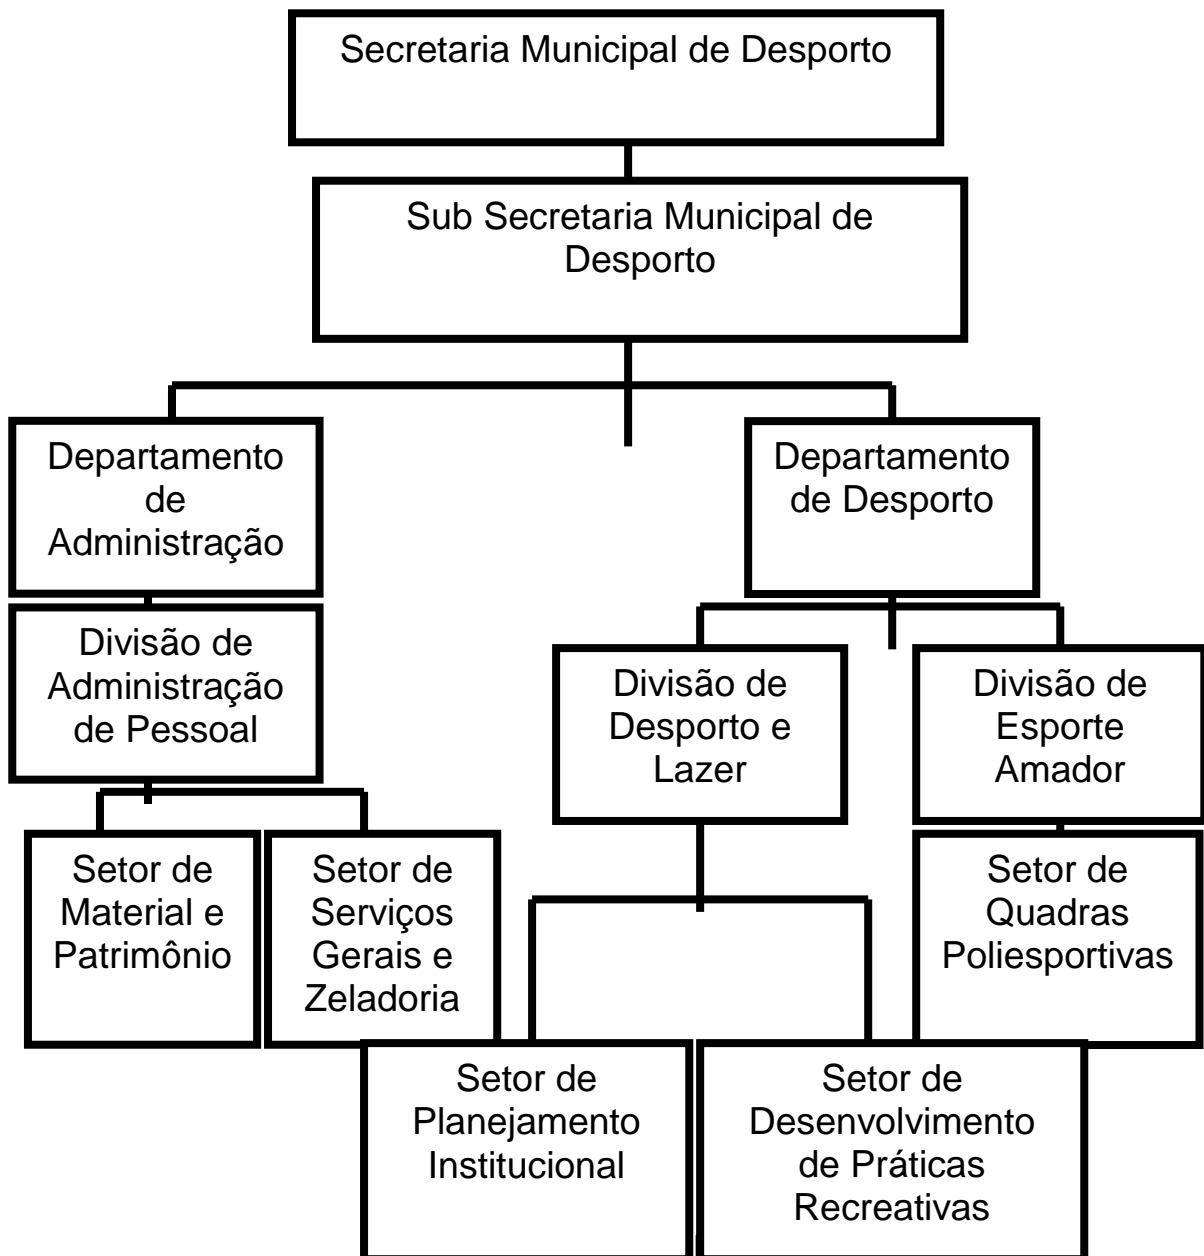 Secretaria Municipal de Desporto
Sub Secretaria Municipal de
Desporto
Departamento
de
Administração
Departamento
de Desporto
Divisão de
Administração
de Pessoal
Divisão de
Desporto e
Lazer
Divisão de
Esporte
Amador
Setor de
Material e
Patrimônio
Setor de
Serviços
Gerais e
Zeladoria
Setor de
Quadras
Poliesportivas
Setor de
Planejamento
Institucional
Setor de
Desenvolvimento
de Práticas
Recreativas